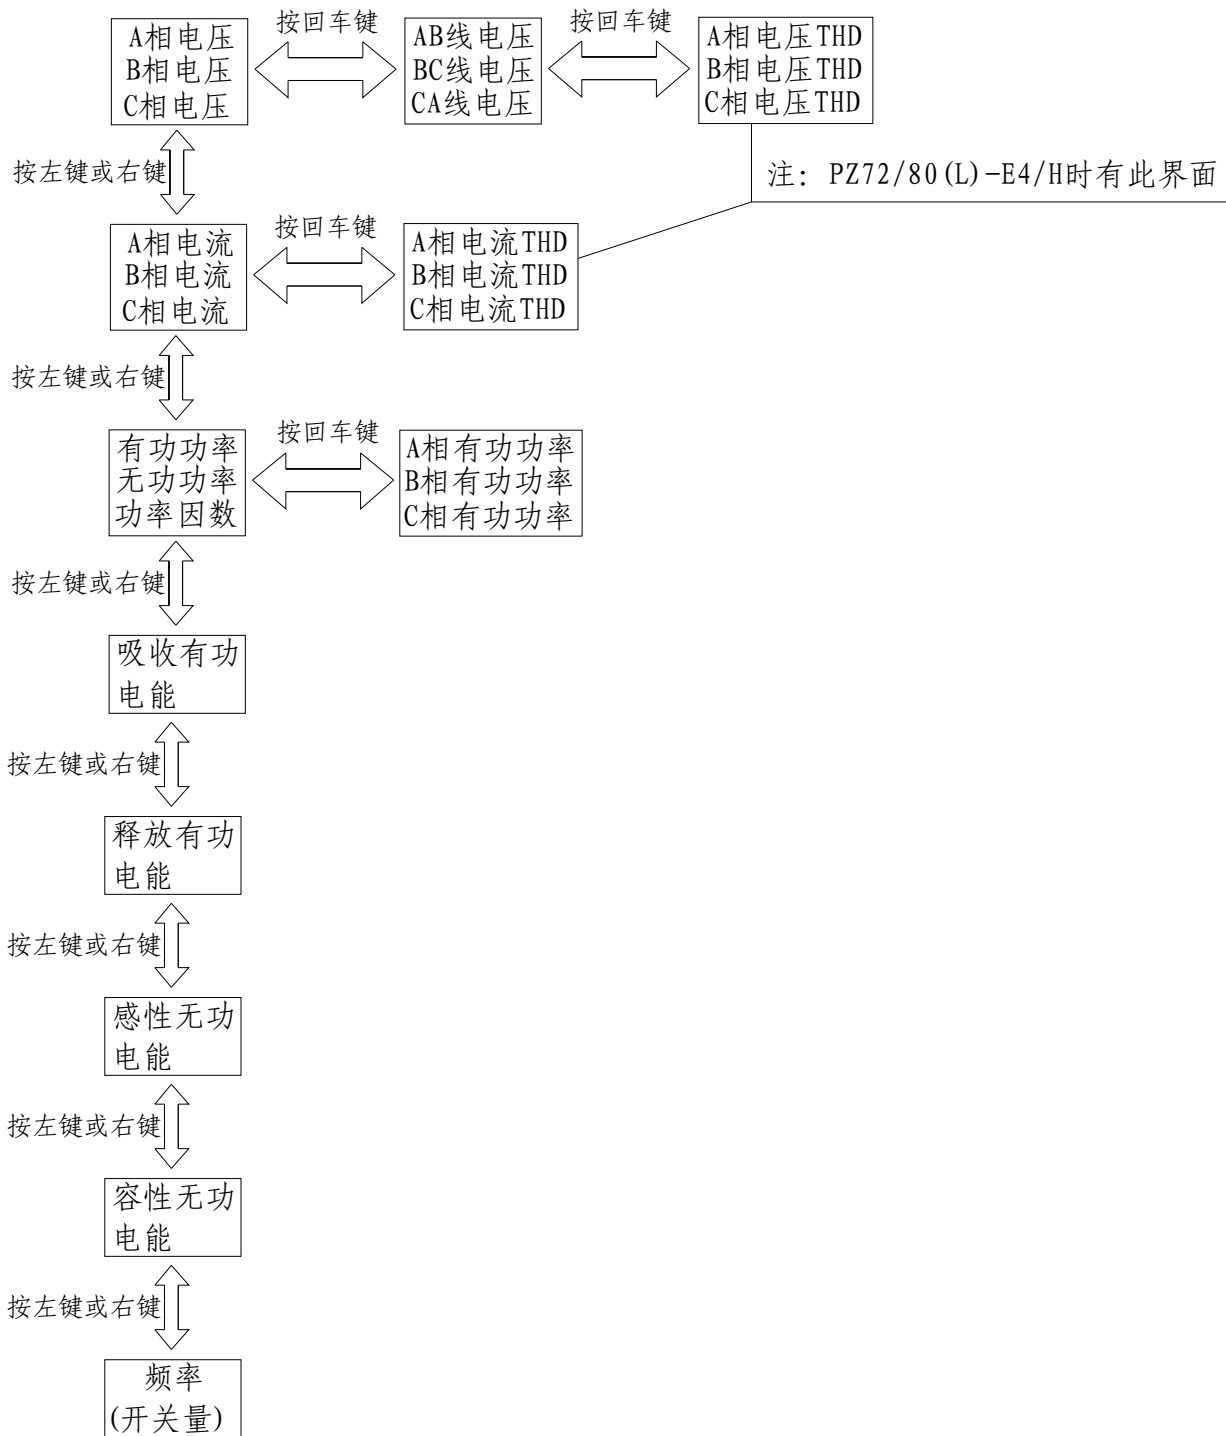 按回车键
按回车键
A相电压
B相电压
C相电压
AB线电压
BC线电压
CA线电压
A相电压THD
B相电压THD
C相电压THD
按左键或右键
注: PZ72/80(L)-E4/H时有此界面
按回车键
A相电流
B相电流
C相电流
A相电流THD
B相电流THD
C相电流THD
按左键或右键
按回车键
有功功率
无功功率
功率因数
A相有功功率
B相有功功率
C相有功功率
按左键或右键
吸收有功
电能
按左键或右键
释放有功
电能
按左键或右键
感性无功
电能
按左键或右键
容性无功
电能
按左键或右键
频率
(开关量)